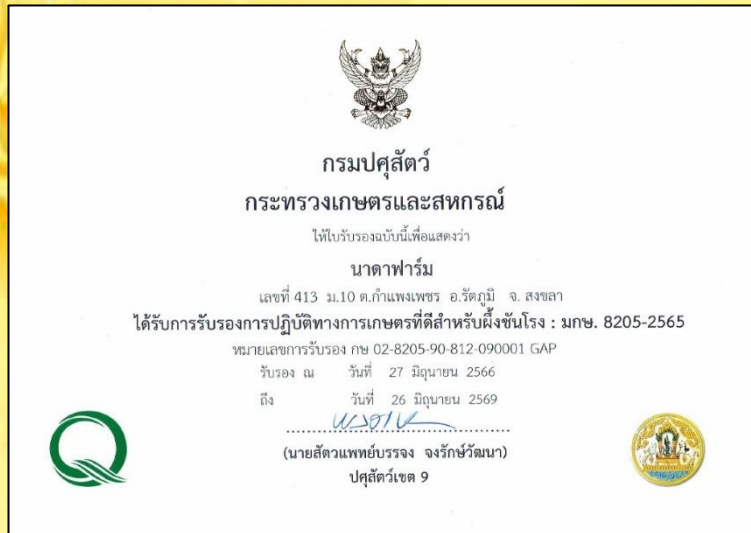 กรมปศุสัตว์
กระทรวงเกษตรและสหกรณ์
ให้ใบรับรองฉบับนี้เพื่อแสดงว่า
นาดาฟาร์ม
เลขที่ 413 ม.10 ต.กำแพงเพชร อ.รัตภูมิ จ. สงขลา
ได้รับการรับรองการปฏิบัติทางการเกษตรที่ดีสำหรับผึ้งชันโรง : มกษ. 8205-2565
หมายเลขการรับรอง กษ 02-8205-90-812-090001 GAP
รับรอง ณ วันที่ 27 มิถุนายน 2566
ถึง วันที่ 26 มิถุนายน 2569
(นายสัตวแพทย์บรรจง จงรักษ์วัฒนา)
ปศุสัตว์เขต 9